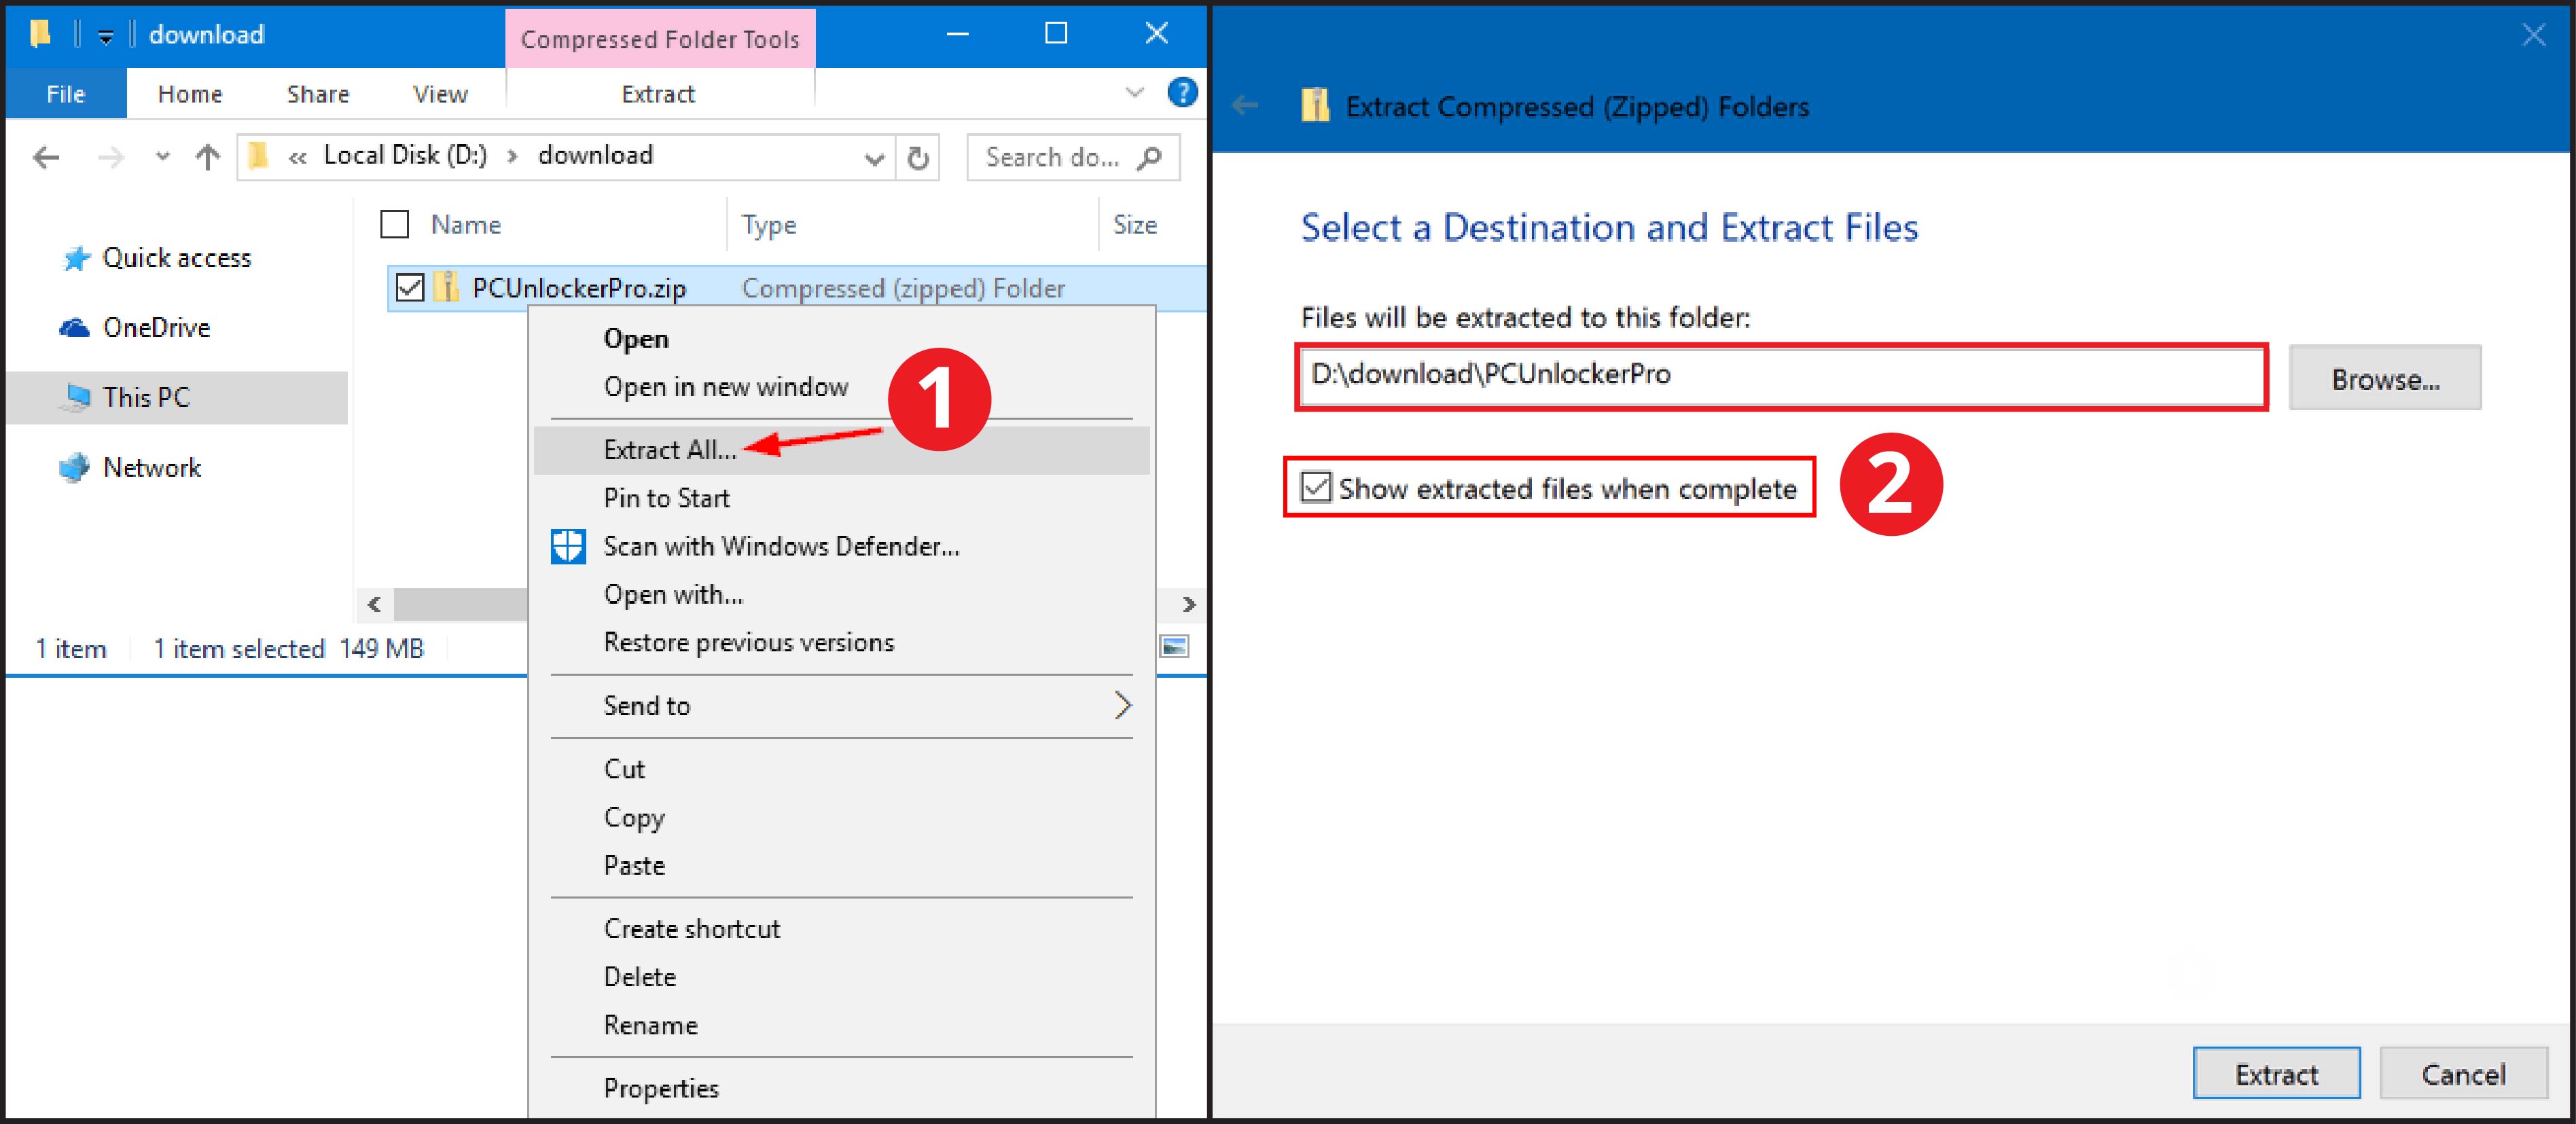 download
Compressed Folder Tools
File Home Share View Extract
?
« Local Disk (D:) > download
Search do...
Name Type Size
Quick access
OneDrive
This PC
Network
PCUnlockerPro.zip Compressed (zipped) Folder
Open
Open in new window
1
Extract All...
Pin to Start
Scan with Windows Defender...
Open with...
Restore previous versions
Send to
Cut
Copy
Paste
Create shortcut
Delete
Rename
Properties
1 item 1 item selected 149 MB
Extract Compressed (Zipped) Folders
Select a Destination and Extract Files
Files will be extracted to this folder:
D:\download\PCUnlockerPro
Browse...
Show extracted files when complete
2
Extract Cancel